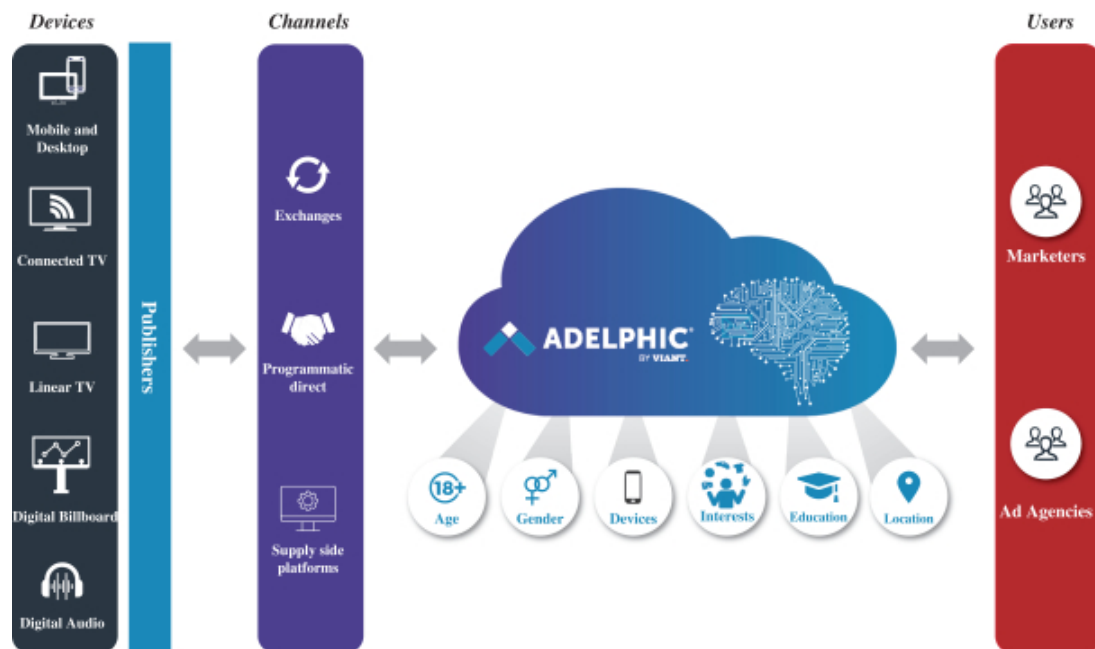 Devices
Mobile and
Desktop
Connected TV
Linear TV
Digital Billboard
Digital Audio
Publishers
Channels
Exchanges
Programmatic
direct
Supply side
platforms
ADELPHIC®
BY VIANT.
18+
Age
Gender
Devices
Interests
Education
Location
Users
Marketers
Ad Agencies